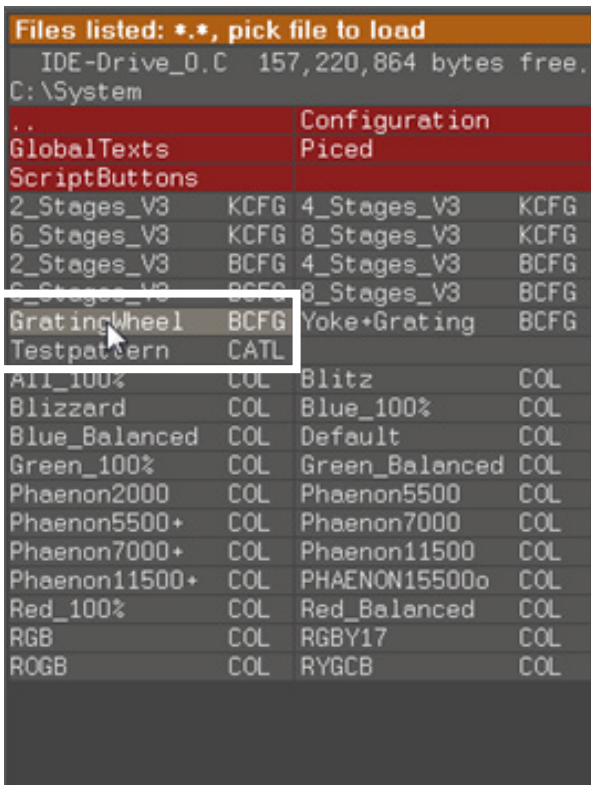 Files listed: *.*, pick file to load
IDE-Drive_0.C 157,220,864 bytes free.
C:\System
.. Configuration
GlobalTexts Piced
ScriptButtons
2_Stages_V3 KCFG 4_Stages_V3 KCFG
6_Stages_V3 KCFG 8_Stages_V3 KCFG
2_Stages_V3 BCFG 4_Stages_V3 BCFG
6_Stages_V3 BCFG 8_Stages_V3 BCFG
GratingWheel BCFG Yoke+Grating BCFG
Testpattern CATL
All_100% COL Blitz COL
Blizzard COL Blue_100% COL
Blue_Balanced COL Default COL
Green_100% COL Green_Balanced COL
Phaenon2000 COL Phaenon5500 COL
Phaenon5500+ COL Phaenon7000 COL
Phaenon7000+ COL Phaenon11500 COL
Phaenon11500+ COL PHAENON15500o COL
Red_100% COL Red_Balanced COL
RGB COL RGBY17 COL
ROGB COL RYGCB COL